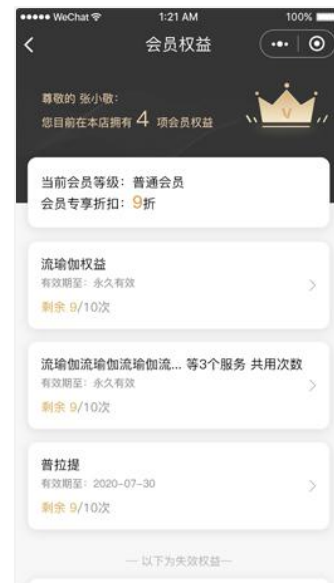 WeChat 1:21 AM 100%
会员权益
尊敬的 张小敬:
您目前在本店拥有 4 项会员权益
V
当前会员等级：普通会员
会员专享折扣：9折
流瑜伽权益
有效期至：永久有效
剩余 9/10次
流瑜伽流瑜伽流瑜伽流... 等3个服务 共用次数
有效期至：永久有效
剩余 9/10次
普拉提
有效期至：2020-07-30
剩余 9/10次
— 以下为失效权益—